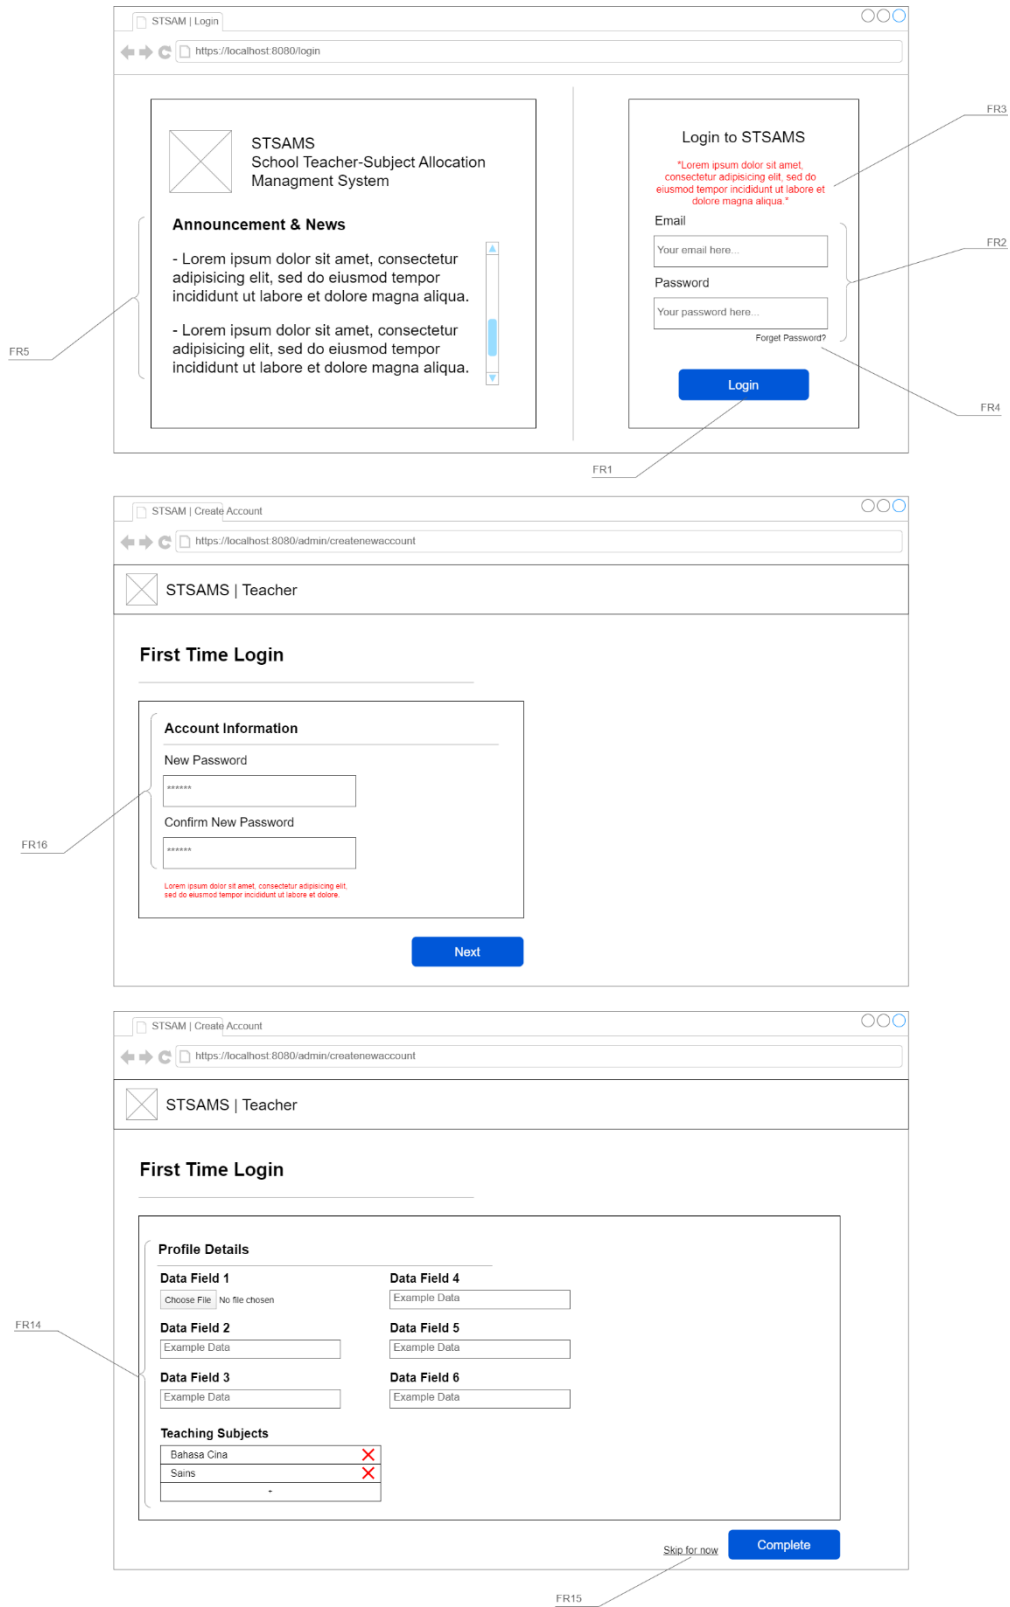 STSAM | Login
https://localhost:8080/login
STSAMS
School Teacher-Subject Allocation
Managment System
Announcement & News
- Lorem ipsum dolor sit amet, consectetur
adipisicing elit, sed do eiusmod tempor
incididunt ut labore et dolore magna aliqua.
- Lorem ipsum dolor sit amet, consectetur
adipisicing elit, sed do eiusmod tempor
incididunt ut labore et dolore magna aliqua.
FR5
Login to STSAMS
*Lorem ipsum dolor sit amet,
consectetur adipisicing elit, sed do
eiusmod tempor incididunt ut labore et
dolore magna aliqua.*
Email
Your email here...
Password
Your password here...
Forget Password?
Login
FR3
FR2
FR4
FR1
STSAM | Create Account
https://localhost:8080/admin/createnewaccount
STSAMS | Teacher
First Time Login
Account Information
New Password
******
Confirm New Password
******
Lorem ipsum dolor sit amet, consectetur adipisicing elit,
sed do eiusmod tempor incididunt ut labore et dolore.
FR16
Next
STSAM | Create Account
https://localhost:8080/admin/createnewaccount
STSAMS | Teacher
First Time Login
Profile Details
Data Field 1
Choose File No file chosen
Data Field 4
Example Data
Data Field 2
Example Data
Data Field 5
Example Data
Data Field 3
Example Data
Data Field 6
Example Data
Teaching Subjects
Bahasa Cina
Sains
-
FR14
Skip for now
Complete
FR15